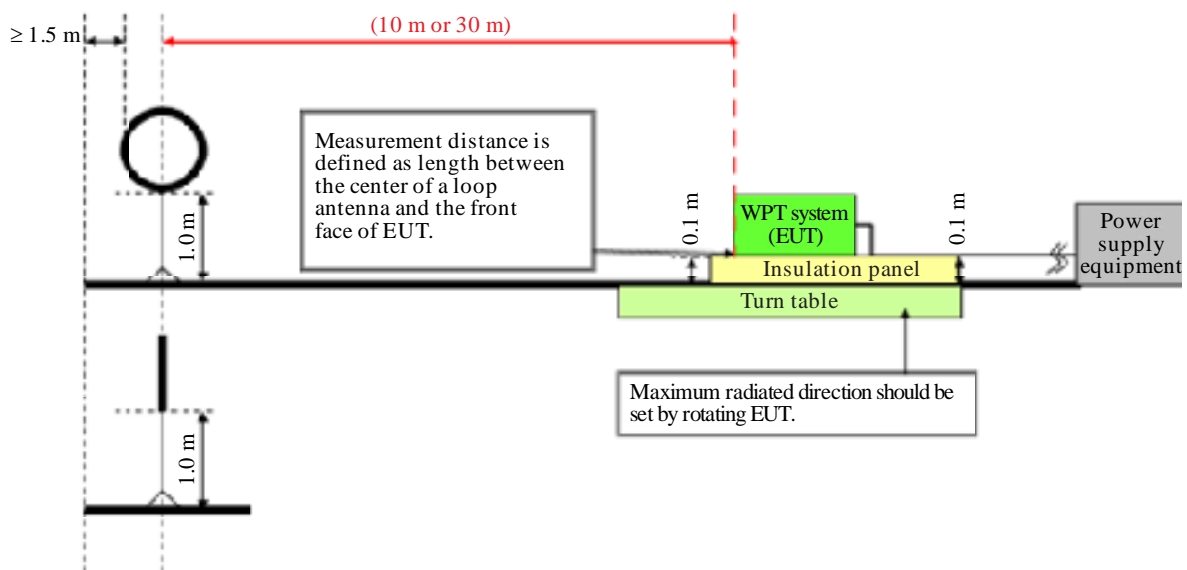 (10 m or 30 m)
≥ 1.5 m
Measurement distance is
defined as length between
the center of a loop
antenna and the front
face of EUT.
1.0 m
0.1 m
WPT system
(EUT)
0.1 m
Power
supply
equipment
Insulation panel
Turn table
Maximum radiated direction should be
set by rotating EUT.
1.0 m